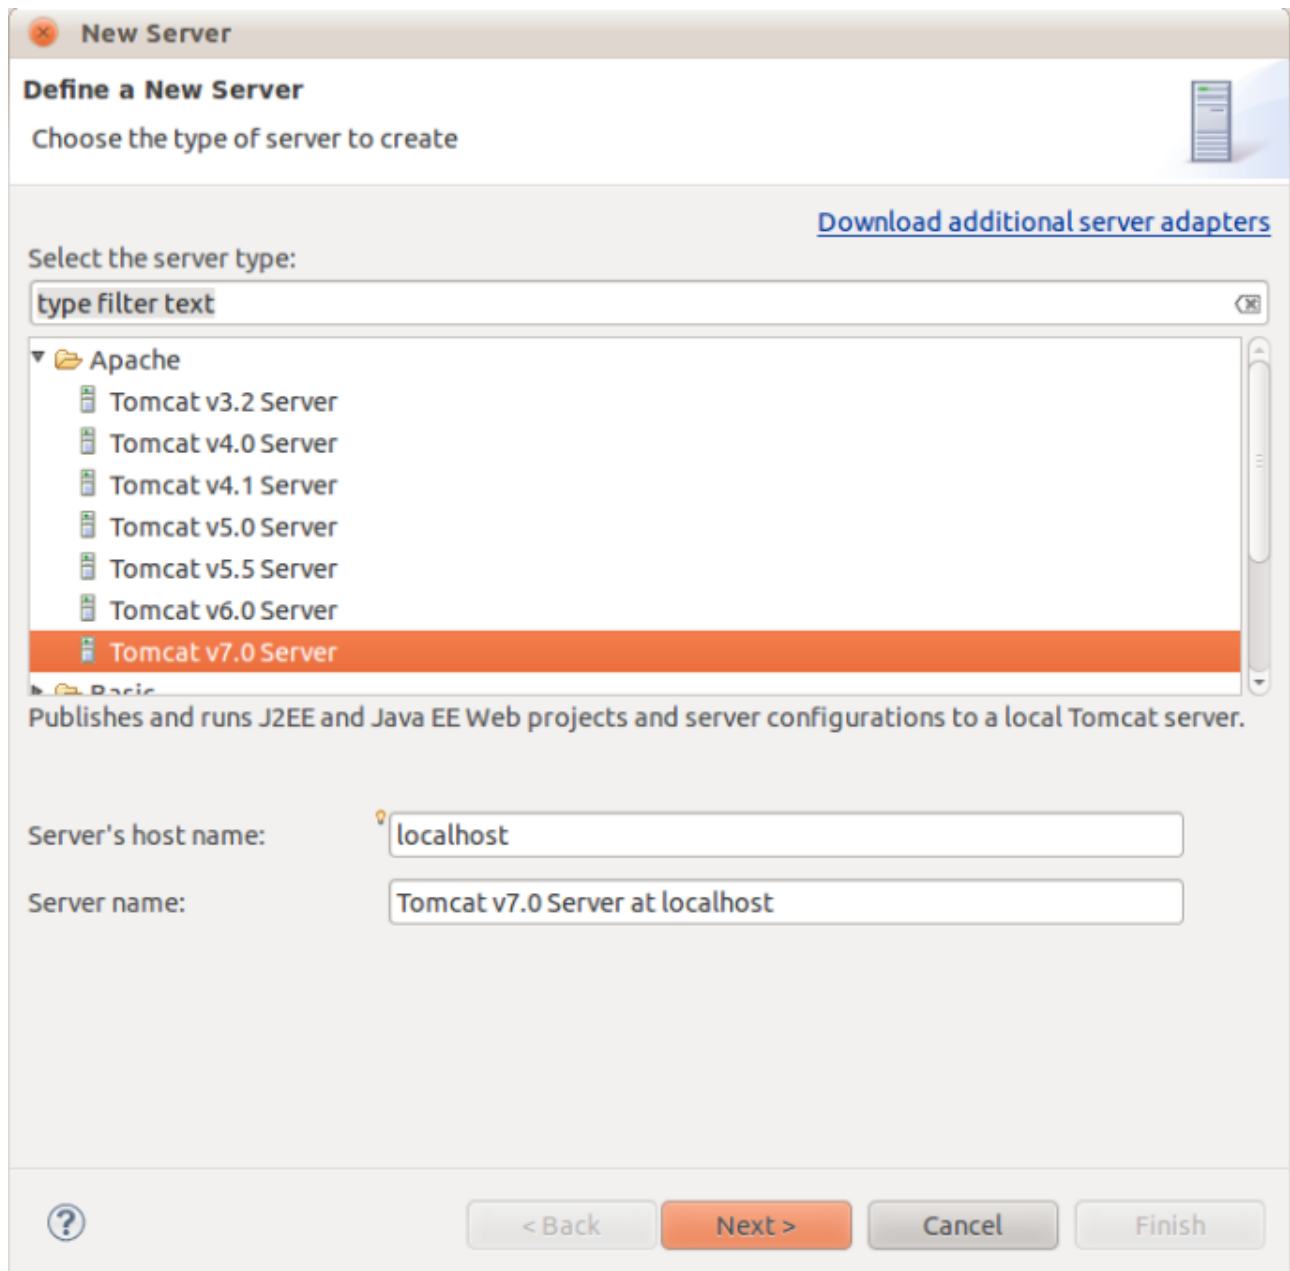 New Server
Define a New Server
Choose the type of server to create
Download additional server adapters
Select the server type:
type filter text
Apache
Tomcat v3.2 Server
Tomcat v4.0 Server
Tomcat v4.1 Server
Tomcat v5.0 Server
Tomcat v5.5 Server
Tomcat v6.0 Server
Tomcat v7.0 Server
Basic
Publishes and runs J2EE and Java EE Web projects and server configurations to a local Tomcat server.
Server's host name: localhost
Server name: Tomcat v7.0 Server at localhost
? < Back Next > Cancel Finish